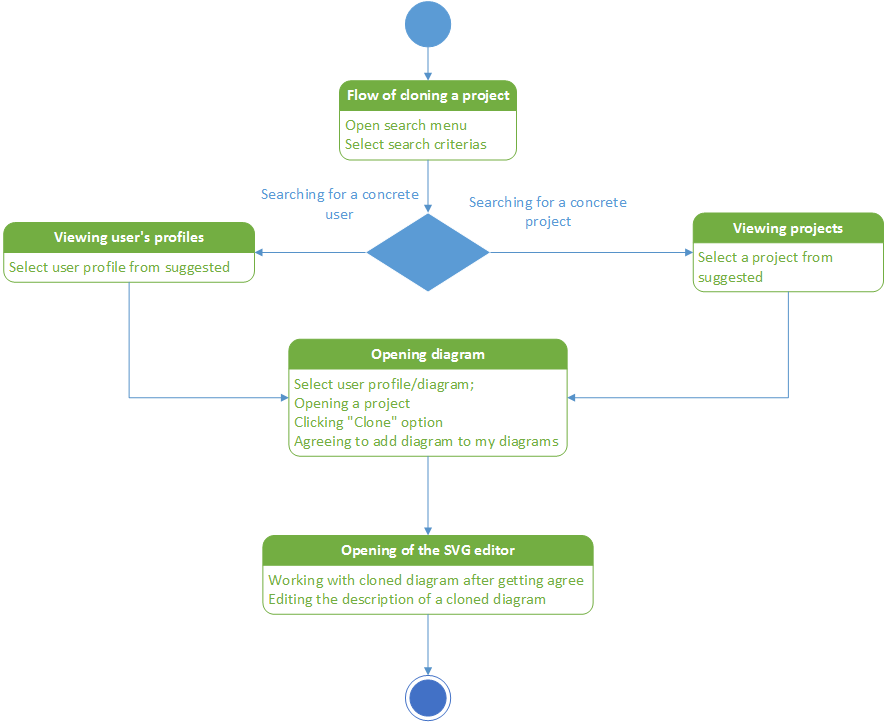 Flow of cloning a project
Open search menu
Select search criterias
Searching for a concrete
user
Searching for a concrete
project
Viewing user's profiles
Select user profile from suggested
Viewing projects
Select a project from
suggested
Opening diagram
Select user profile/diagram;
Opening a project
Clicking "Clone" option
Agreeing to add diagram to my diagrams
Opening of the SVG editor
Working with cloned diagram after getting agree
Editing the description of a cloned diagram